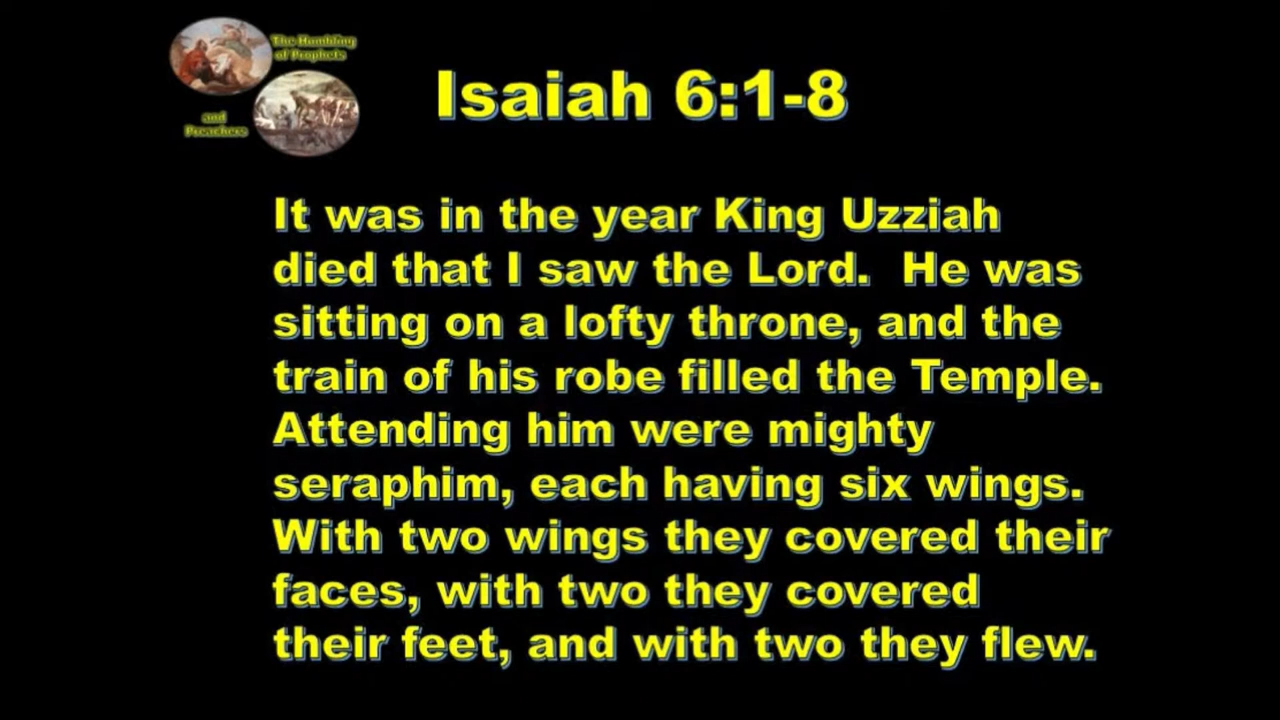 The Humbling
of Prophets
and
Preachers
Isaiah 6:1-8
It was in the year King Uzziah
died that I saw the Lord.  He was
sitting on a lofty throne, and the
train of his robe filled the Temple.
Attending him were mighty
seraphim, each having six wings.
With two wings they covered their
faces, with two they covered
their feet, and with two they flew.